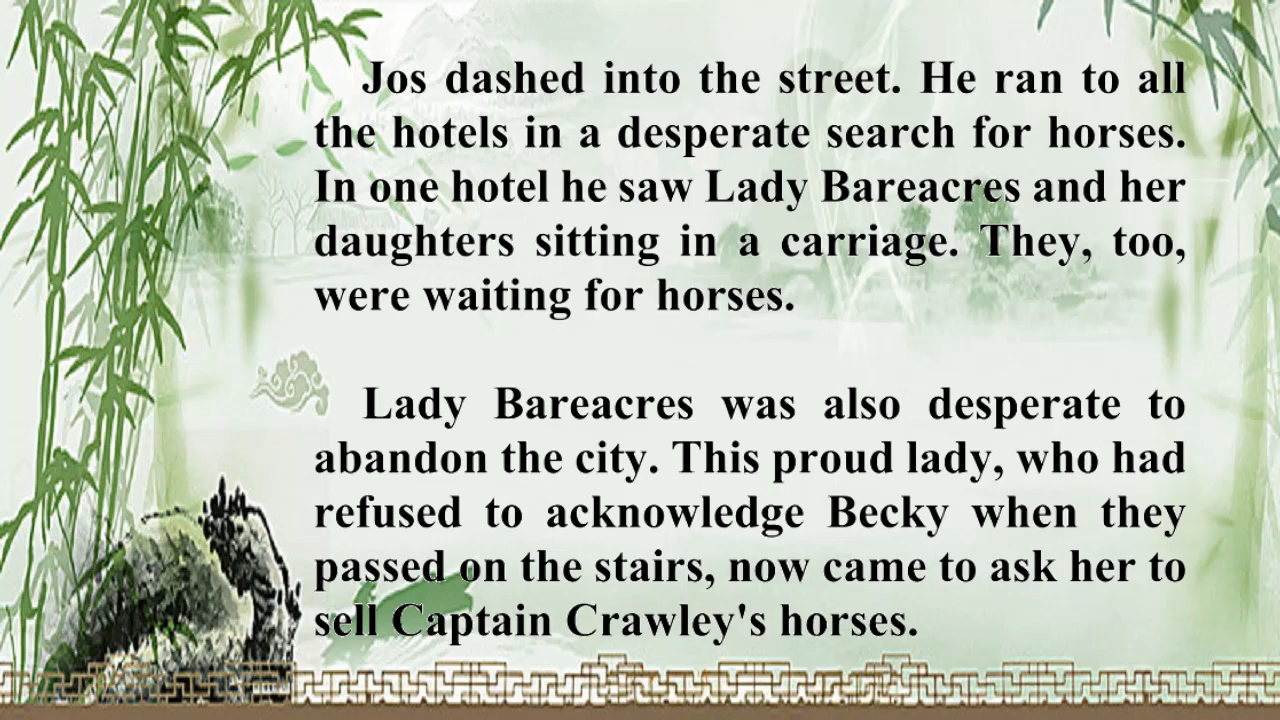 Jos dashed into the street. He ran to all
the hotels in a desperate search for horses.
In one hotel he saw Lady Bareacres and her
daughters sitting in a carriage. They, too,
were waiting for horses.
Lady Bareacres was also desperate to
abandon the city. This proud lady, who had
refused to acknowledge Becky when they
passed on the stairs, now came to ask her to
sell Captain Crawley's horses.